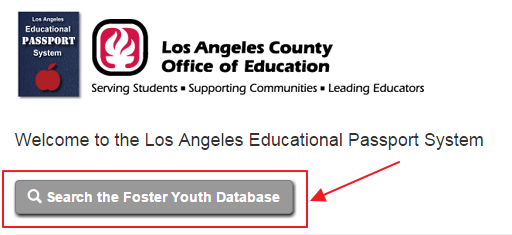 Los Angeles
Educational
PASSPORT
System
Los Angeles County
Office of Education
Serving Students ▪ Supporting Communities ▪ Leading Educators
Welcome to the Los Angeles Educational Passport System
Search the Foster Youth Database